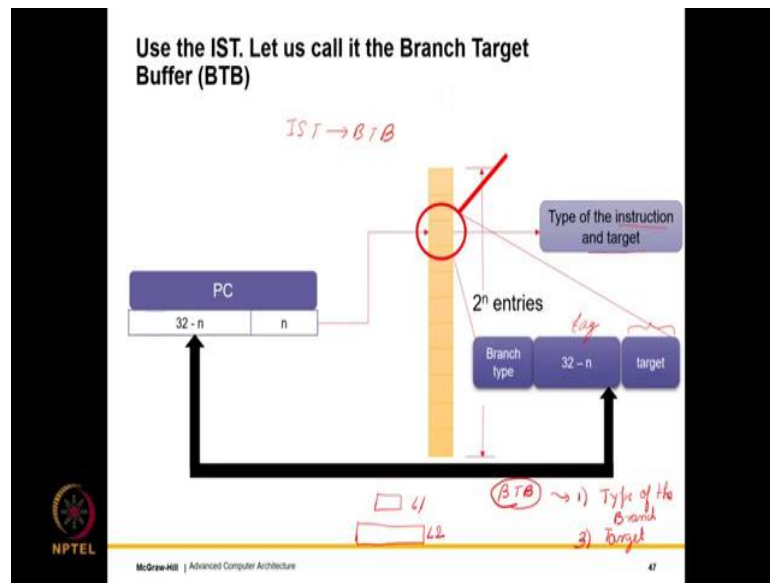 Use the IST. Let us call it the Branch Target
Buffer (BTB)
IST → BTB
Type of the instruction
and target
PC
32 - n
n
2ⁿ entries
tag
Branch
type
32 – n
target
L1
L2
BTB ⤳ 1) Type of the
Branch
3) Target
NPTEL
McGraw-Hill | Advanced Computer Architecture
47